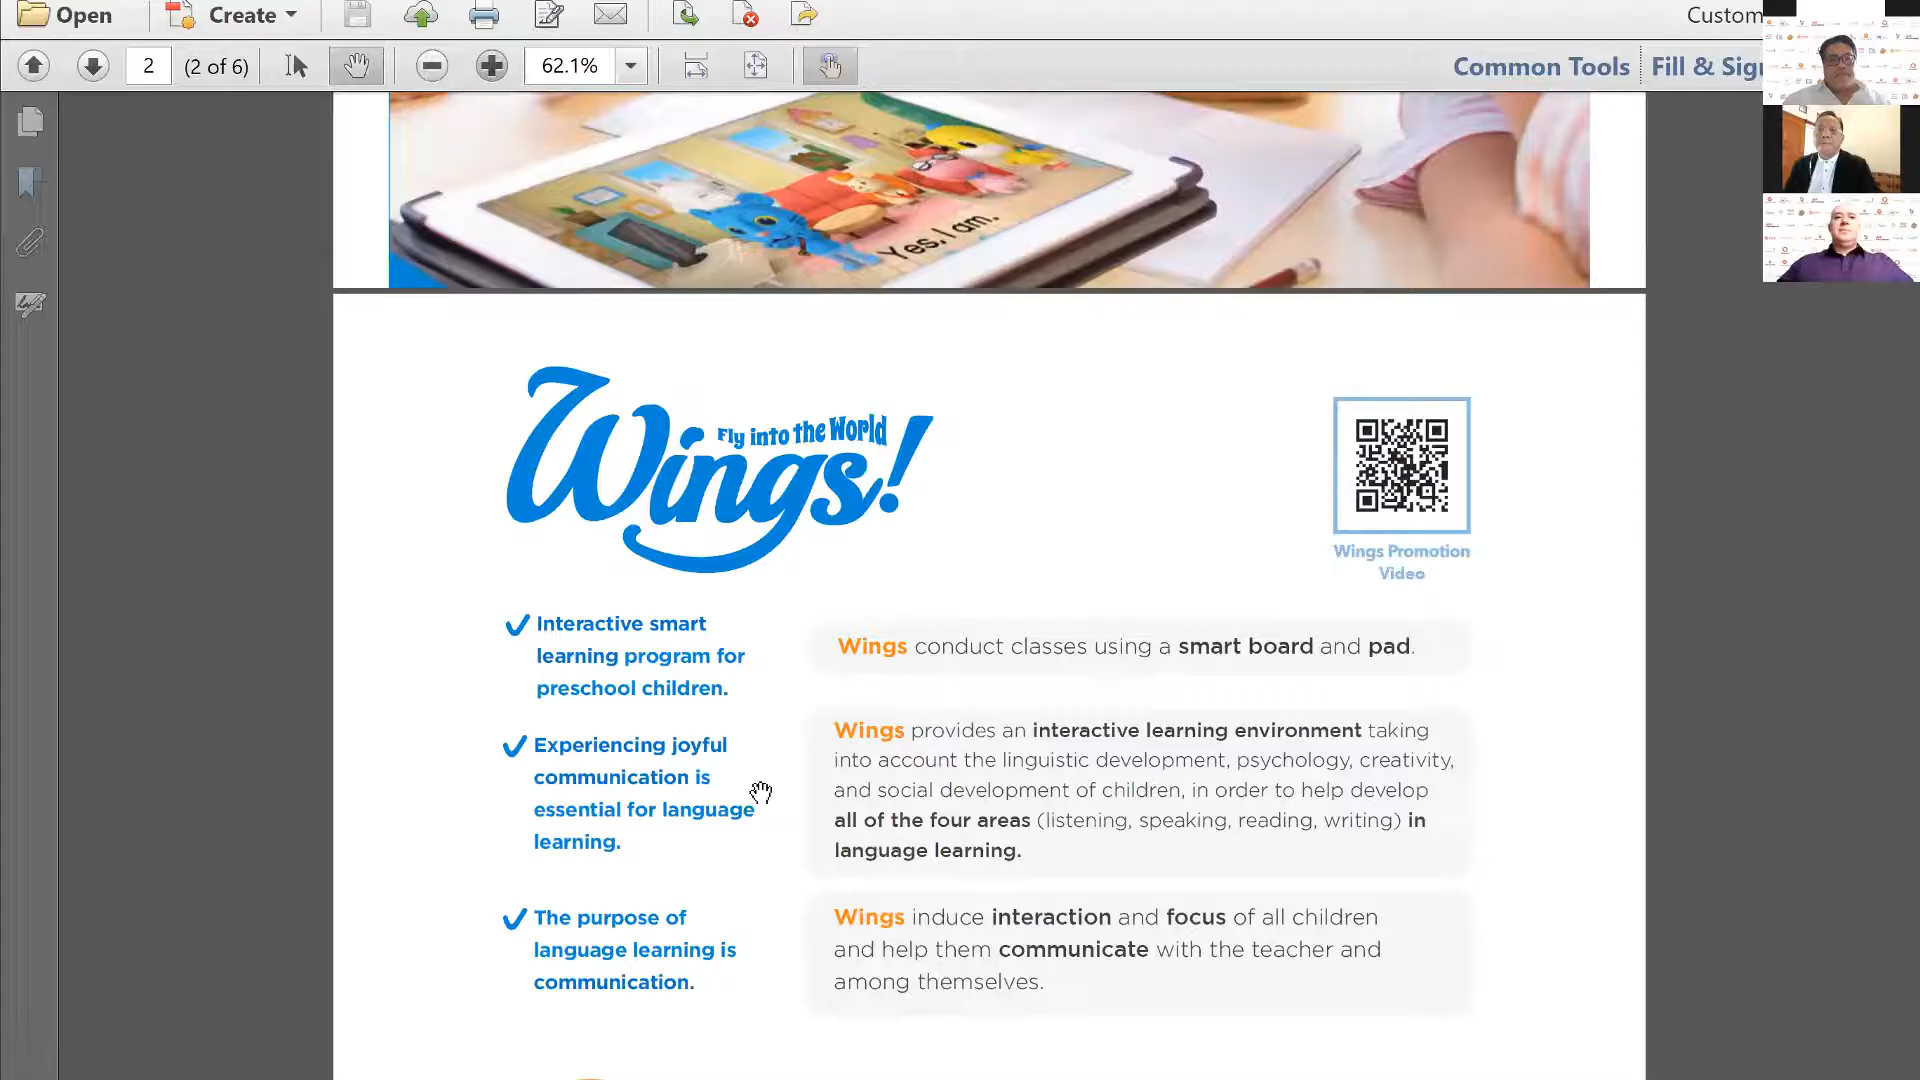 Open
Create
Custom
2
(2 of 6)
62.1%
Common Tools
Fill & Sign
Yes, I am.
Fly into the World
Wings!
Wings Promotion
Video
Interactive smart
learning program for
preschool children.
Wings conduct classes using a smart board and pad.
Experiencing joyful
communication is
essential for language
learning.
Wings provides an interactive learning environment taking
into account the linguistic development, psychology, creativity,
and social development of children, in order to help develop
all of the four areas (listening, speaking, reading, writing) in
language learning.
The purpose of
language learning is
communication.
Wings induce interaction and focus of all children
and help them communicate with the teacher and
among themselves.